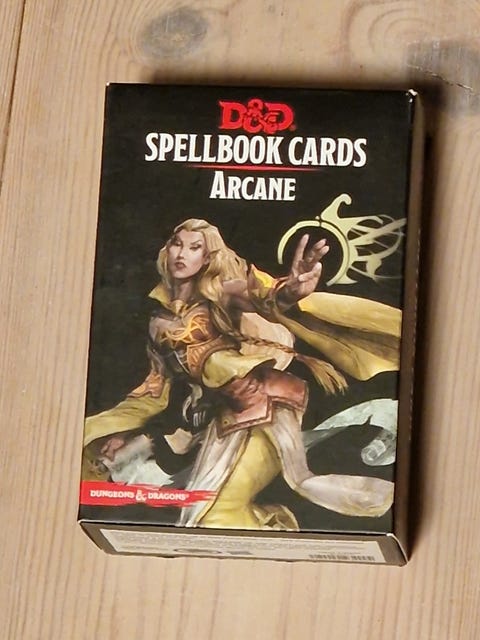 D&D
SPELLBOOK CARDS
ARCANE
DUNGEONS & DRAGONS®